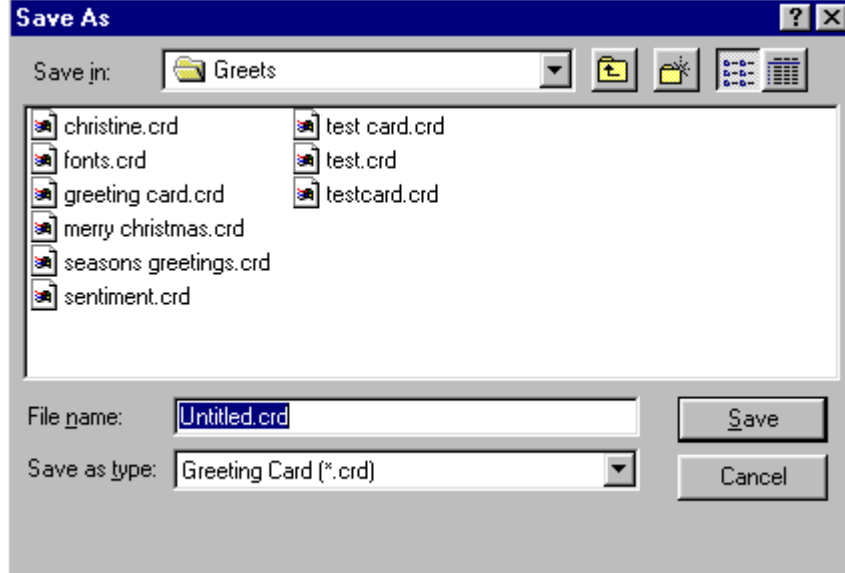 Save As
Save in: Greets
christine.crd
fonts.crd
greeting card.crd
merry christmas.crd
seasons greetings.crd
sentiment.crd
test card.crd
test.crd
testcard.crd
File name: Untitled.crd
Save
Save as type: Greeting Card (*.crd)
Cancel